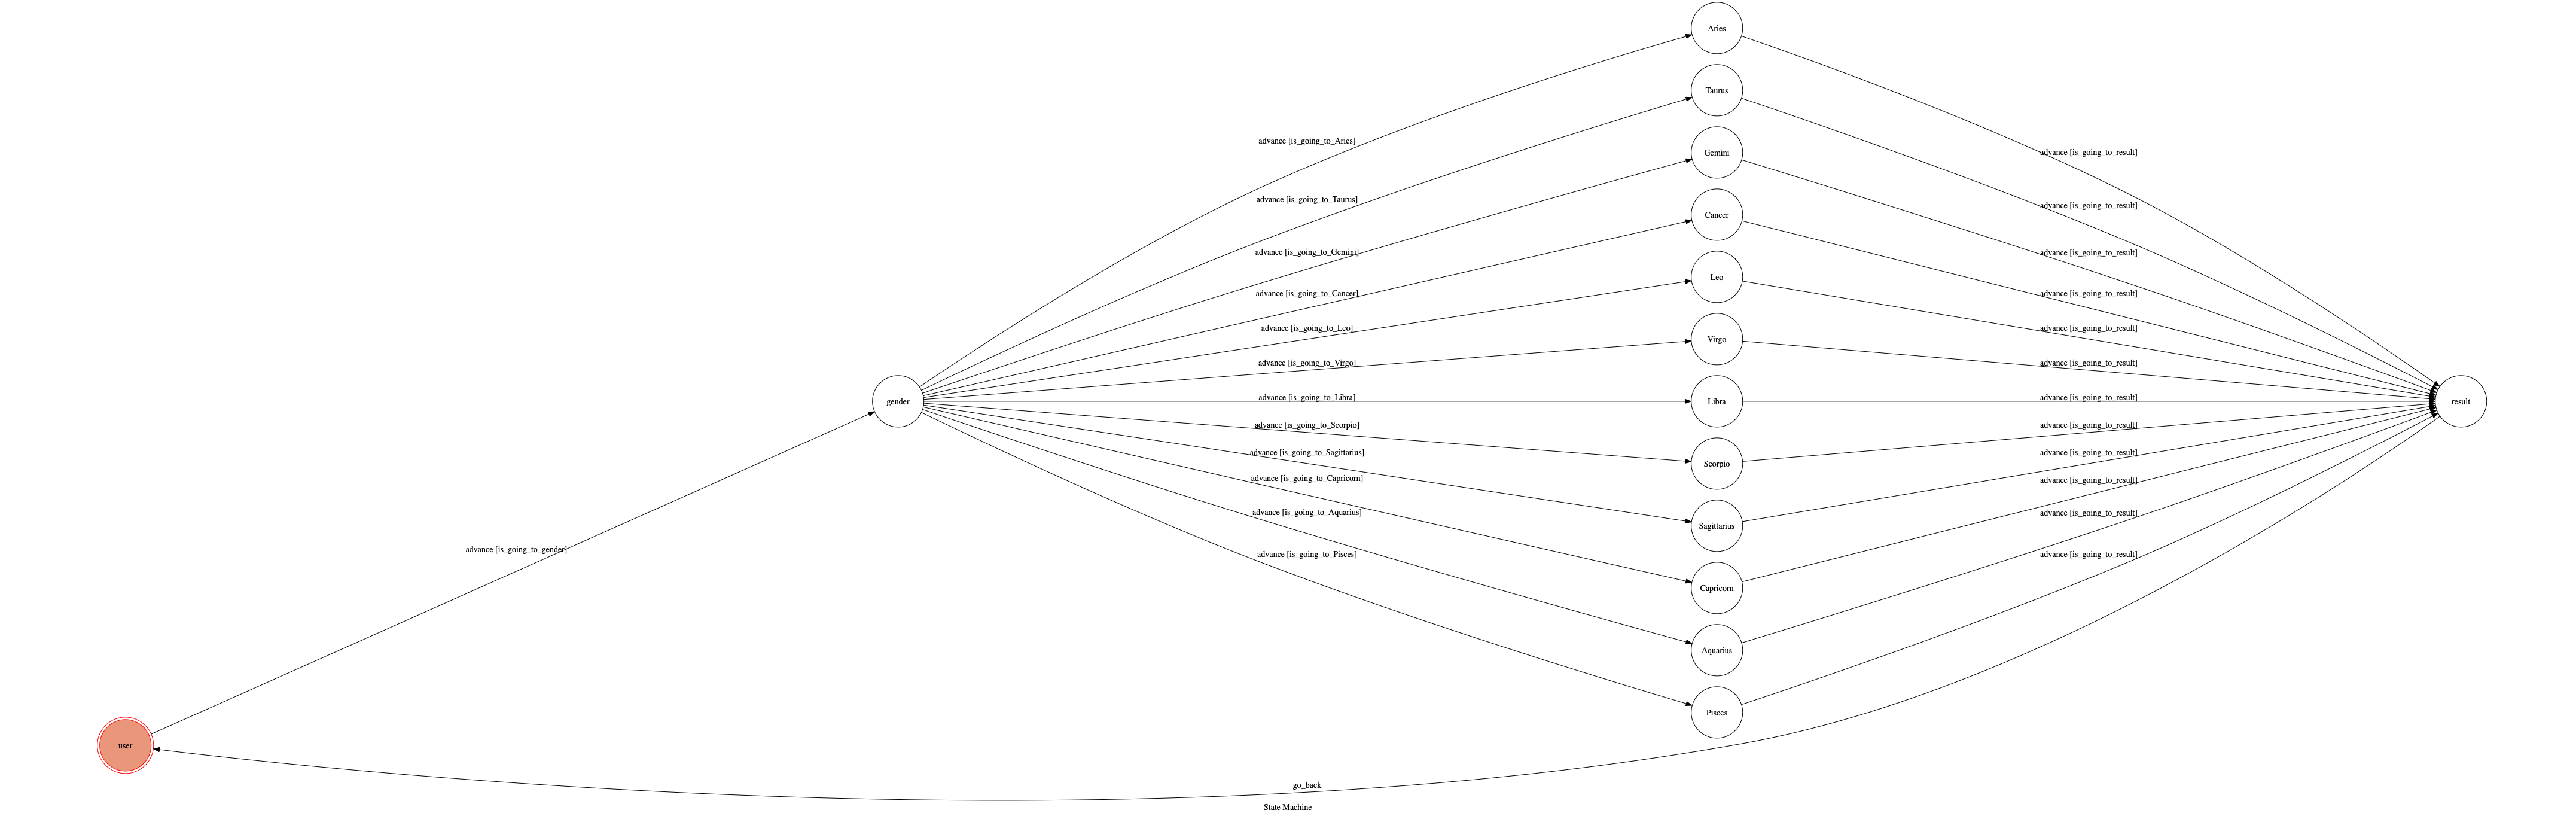 Aries
advance [is_going_to_Aries]
advance [is_going_to_result]
Taurus
advance [is_going_to_Taurus]
advance [is_going_to_result]
Gemini
advance [is_going_to_Gemini]
advance [is_going_to_result]
Cancer
advance [is_going_to_Cancer]
advance [is_going_to_result]
Leo
advance [is_going_to_Leo]
advance [is_going_to_result]
Virgo
advance [is_going_to_Virgo]
advance [is_going_to_result]
gender
advance [is_going_to_Libra]
Libra
advance [is_going_to_result]
result
advance [is_going_to_Scorpio]
advance [is_going_to_result]
Scorpio
advance [is_going_to_Sagittarius]
advance [is_going_to_result]
Sagittarius
advance [is_going_to_Capricorn]
advance [is_going_to_result]
Capricorn
advance [is_going_to_Aquarius]
advance [is_going_to_result]
Aquarius
advance [is_going_to_gender]
advance [is_going_to_Pisces]
advance [is_going_to_result]
Pisces
user
go_back
State Machine